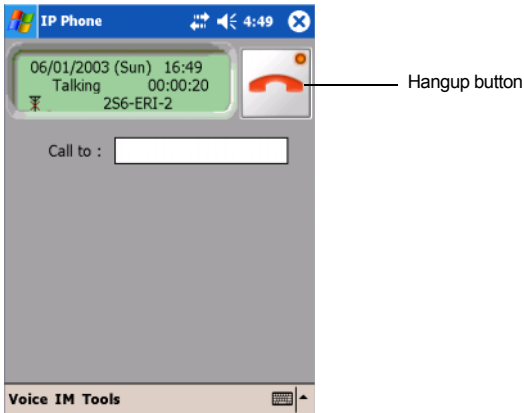 IP Phone 4:49
06/01/2003 (Sun) 16:49
Talking 00:00:20
2S6-ERI-2
Hangup button
Call to :
Voice IM Tools